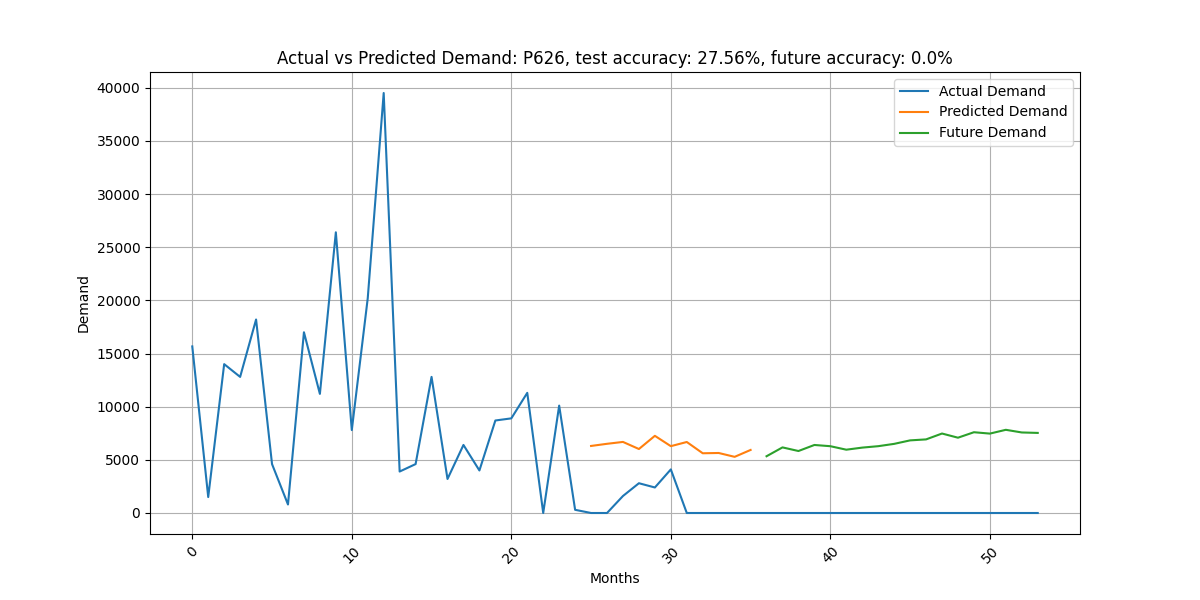 Actual vs Predicted Demand: P626, test accuracy: 27.56%, future accuracy: 0.0%
Actual Demand
Predicted Demand
Future Demand
Demand
40000
35000
30000
25000
20000
15000
10000
5000
0
0
10
20
30
40
50
Months